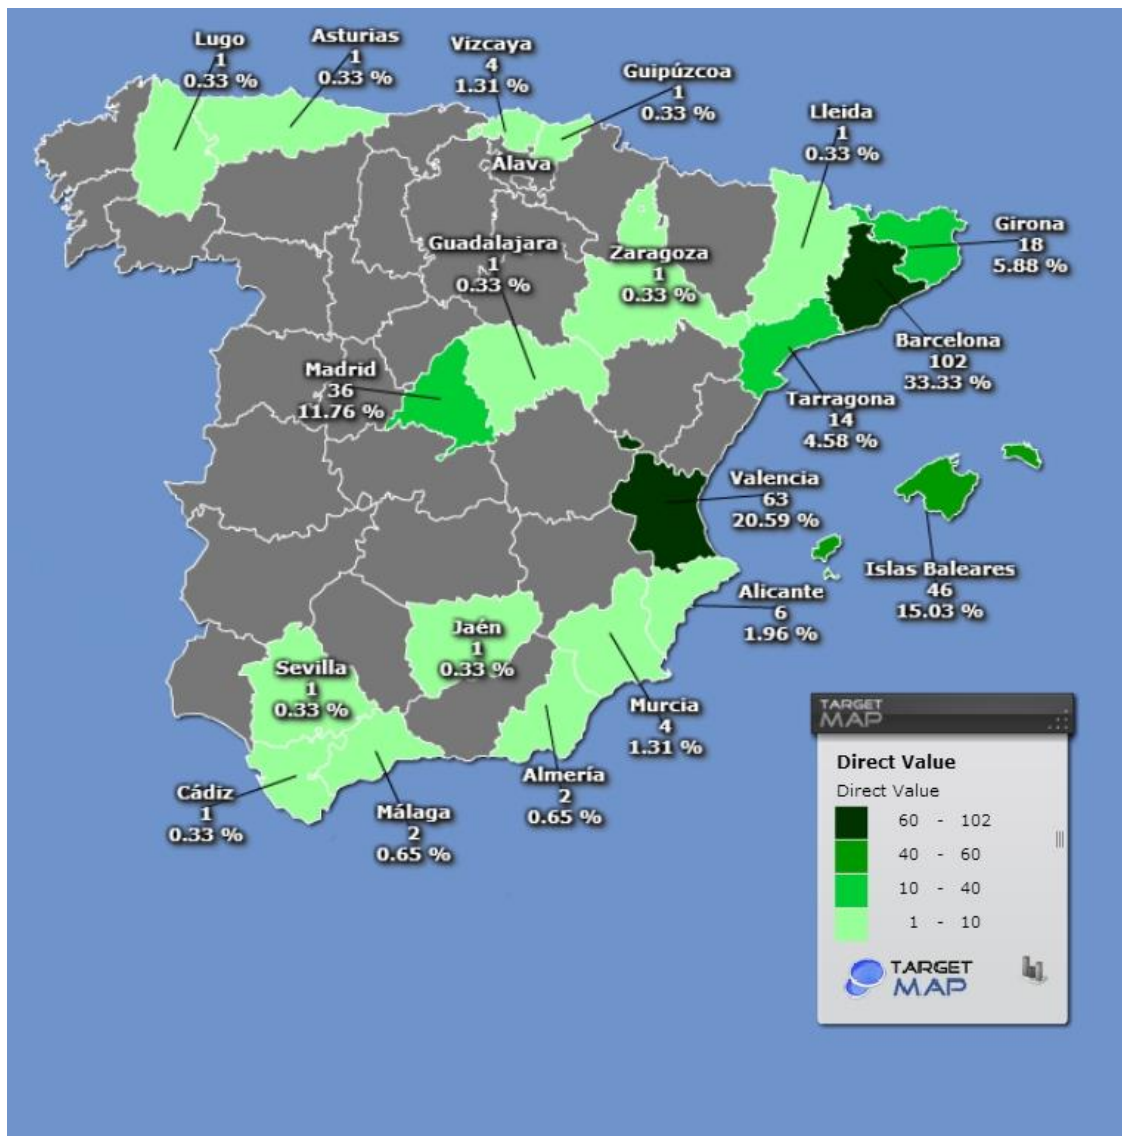 Lugo
1
0.33 %
Asturias
1
0.33 %
Vizcaya
4
1.31 %
Guipúzcoa
1
0.33 %
Lleida
1
0.33 %
Álava
Girona
18
5.88 %
Guadalajara
1
0.33 %
Zaragoza
1
0.33 %
Barcelona
102
33.33 %
Madrid
36
11.76 %
Tarragona
14
4.58 %
Valencia
63
20.59 %
Islas Baleares
46
15.03 %
Alicante
6
1.96 %
Jaén
1
0.33 %
Sevilla
1
0.33 %
Murcia
4
1.31 %
Almería
2
0.65 %
Cádiz
1
0.33 %
Málaga
2
0.65 %
TARGET
MAP
Direct Value
Direct Value
60 - 102
40 - 60
10 - 40
1 - 10
TARGET
MAP